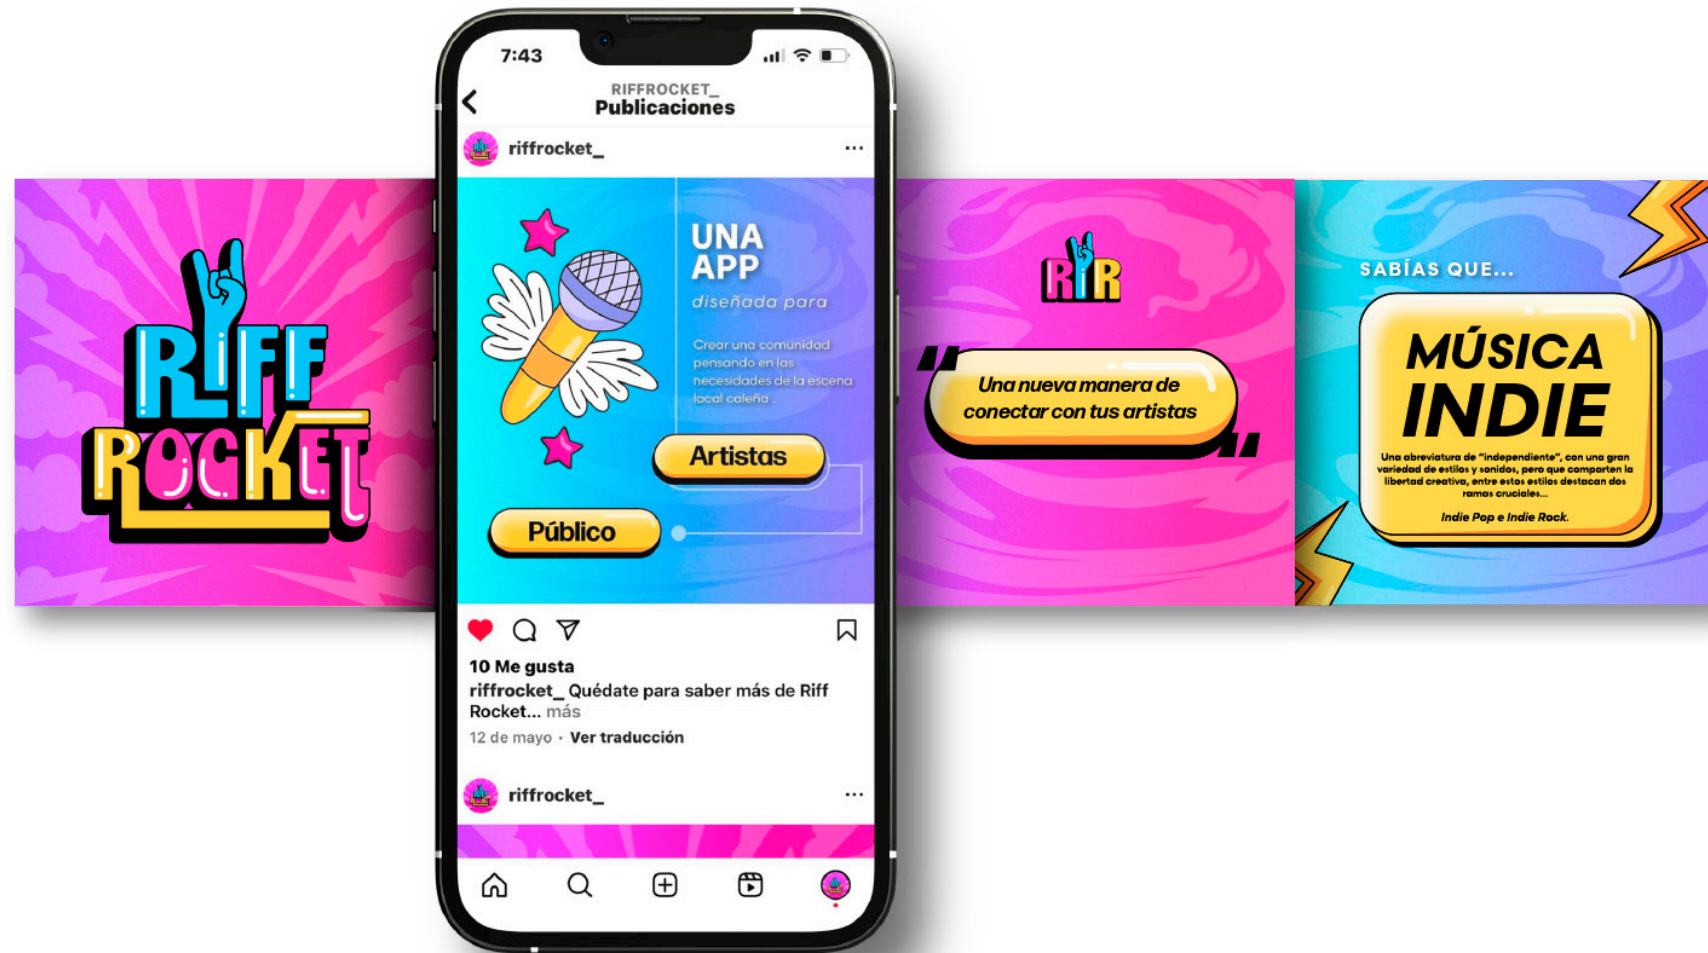 RIFF
ROCKET
7:43
RIFFROCKET_
Publicaciones
riffrocket_
UNA
APP
diseñada para
Crear una comunidad
pensando en las
necesidades de la escena
local caleña .
Artistas
Público
10 Me gusta
riffrocket_ Quédate para saber más de Riff
Rocket... más
12 de mayo · Ver traducción
riffrocket_
RR
“
Una nueva manera de
conectar con tus artistas
”
SABÍAS QUE...
MÚSICA
INDIE
Una abreviatura de “independiente”, con una gran
variedad de estilos y sonidos, pero que comparten la
libertad creativa, entre estos estilos destacan dos
ramas cruciales...
Indie Pop e Indie Rock.